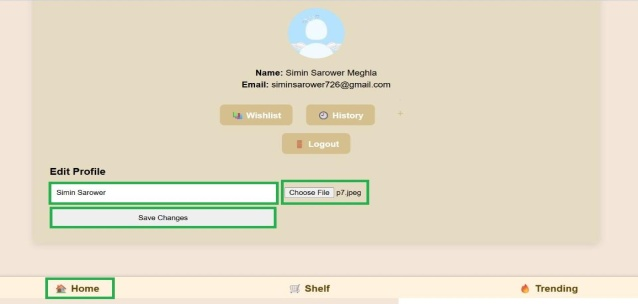 Name: Simin Sarower Meghla
Email: siminsarower726@gmail.com
Wishlist History
Logout
Edit Profile
Simin Sarower Choose File p7.jpeg
Save Changes
Home Shelf Trending